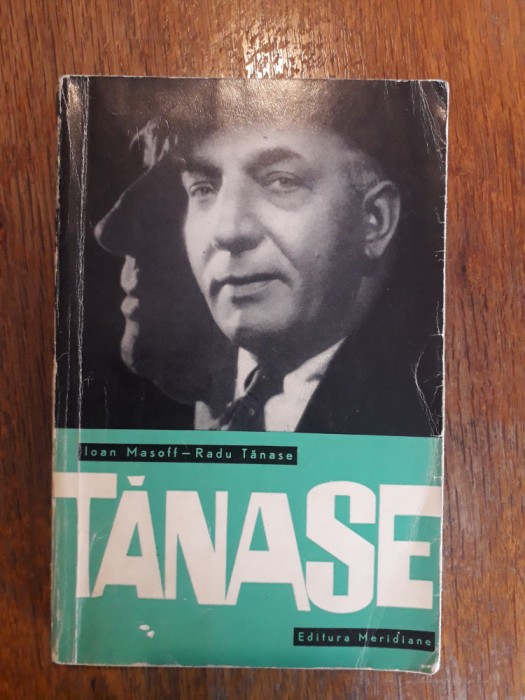 Ioan Masoff – Radu Tănase
TĂNASE
Editura Meridiane